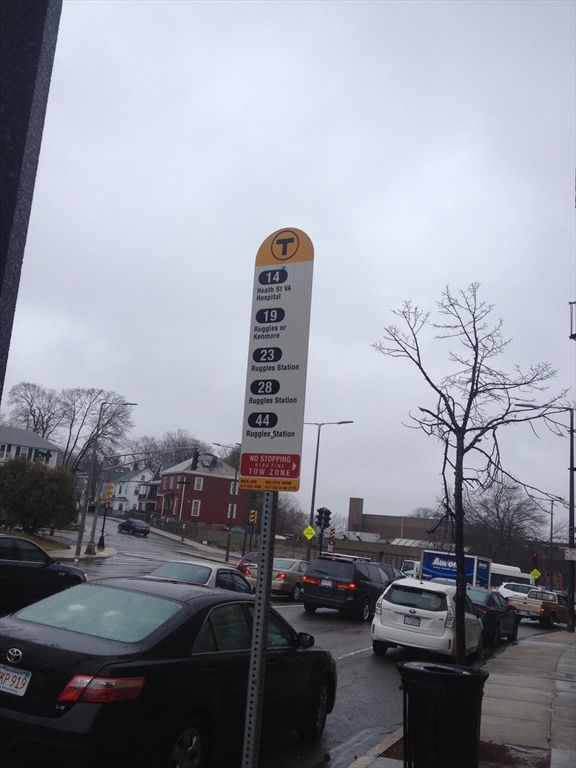 T
14
Heath St VA
Hospital
19
Ruggles or
Kenmore
23
Ruggles Station
28
Ruggles Station
44
Ruggles Station
NO STOPPING
TOW ZONE